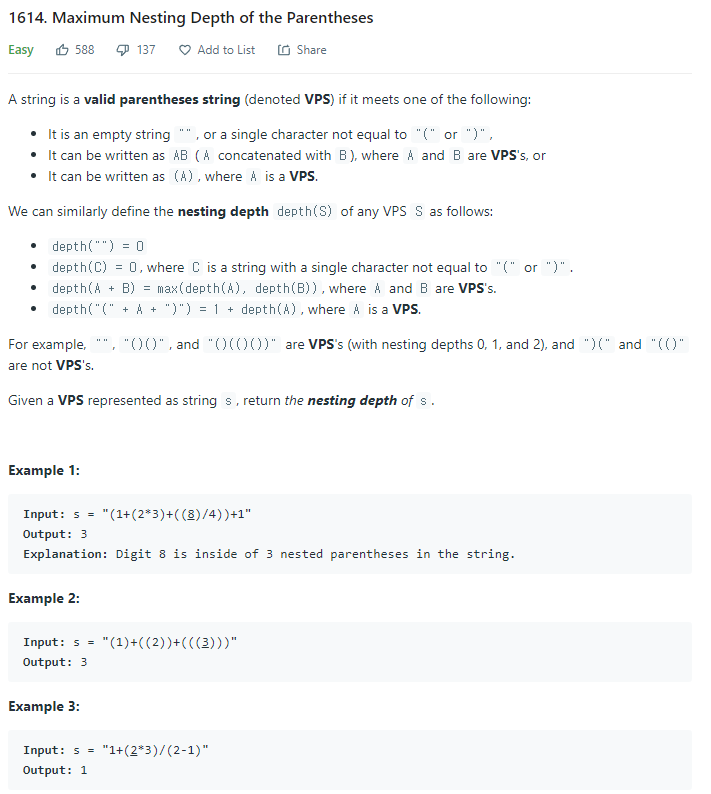 1614. Maximum Nesting Depth of the Parentheses
Easy 588 137 Add to List Share
A string is a valid parentheses string (denoted VPS) if it meets one of the following:
• It is an empty string "", or a single character not equal to "(" or ")",
• It can be written as AB (A concatenated with B), where A and B are VPS's, or
• It can be written as (A), where A is a VPS.
We can similarly define the nesting depth depth(S) of any VPS S as follows:
• depth("") = 0
• depth(C) = 0, where C is a string with a single character not equal to "(" or ")".
• depth(A + B) = max(depth(A), depth(B)), where A and B are VPS's.
• depth("(" + A + ")") = 1 + depth(A), where A is a VPS.
For example, "", "()()", and "()(()())" are VPS's (with nesting depths 0, 1, and 2), and ")(" and "(()"
are not VPS's.
Given a VPS represented as string s, return the nesting depth of s.
Example 1:
Input: s = "(1+(2*3)+((8)/4))+1"
Output: 3
Explanation: Digit 8 is inside of 3 nested parentheses in the string.
Example 2:
Input: s = "(1)+((2))+(((3)))"
Output: 3
Example 3:
Input: s = "1+(2*3)/(2-1)"
Output: 1